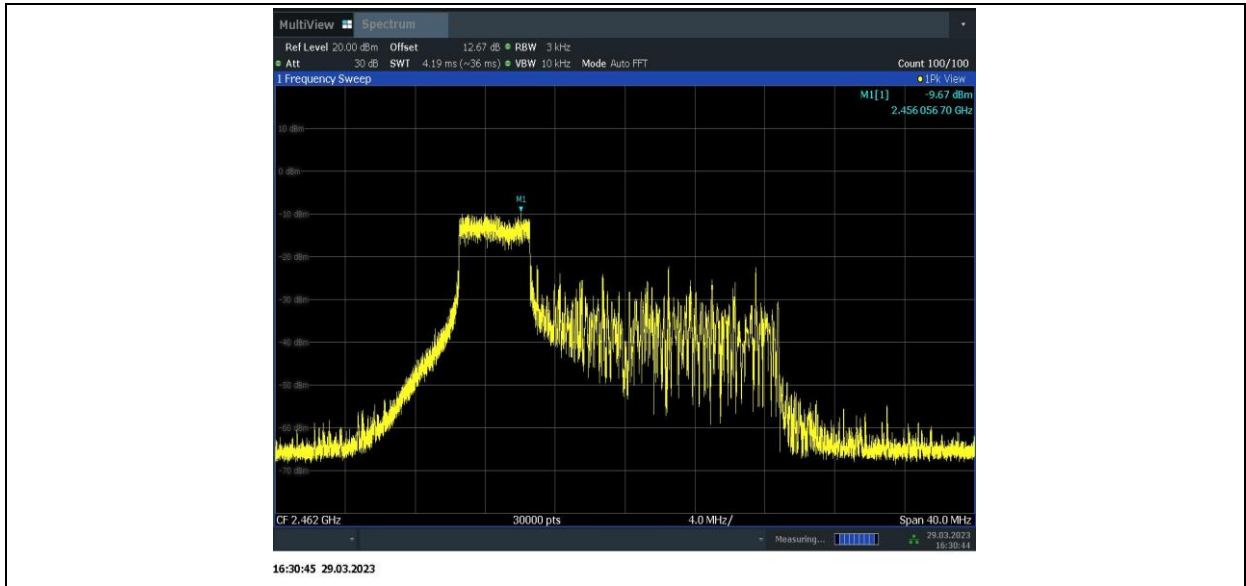 MultiView Spectrum
Ref Level 20.00 dBm Offset 12.67 dB RBW 3 kHz
Att 30 dB SWT 4.19 ms (~36 ms) VBW 10 kHz Mode Auto FFT Count 100/100
1 Frequency Sweep 1Pk View
M1[1] -9.67 dBm
2.456 056 70 GHz
10 dBm
0 dBm
M1
-10 dBm
-20 dBm
-30 dBm
-40 dBm
-50 dBm
-60 dBm
-70 dBm
CF 2.462 GHz 30000 pts 4.0 MHz/ Span 40.0 MHz
Measuring... 29.03.2023
16:30:44
16:30:45 29.03.2023